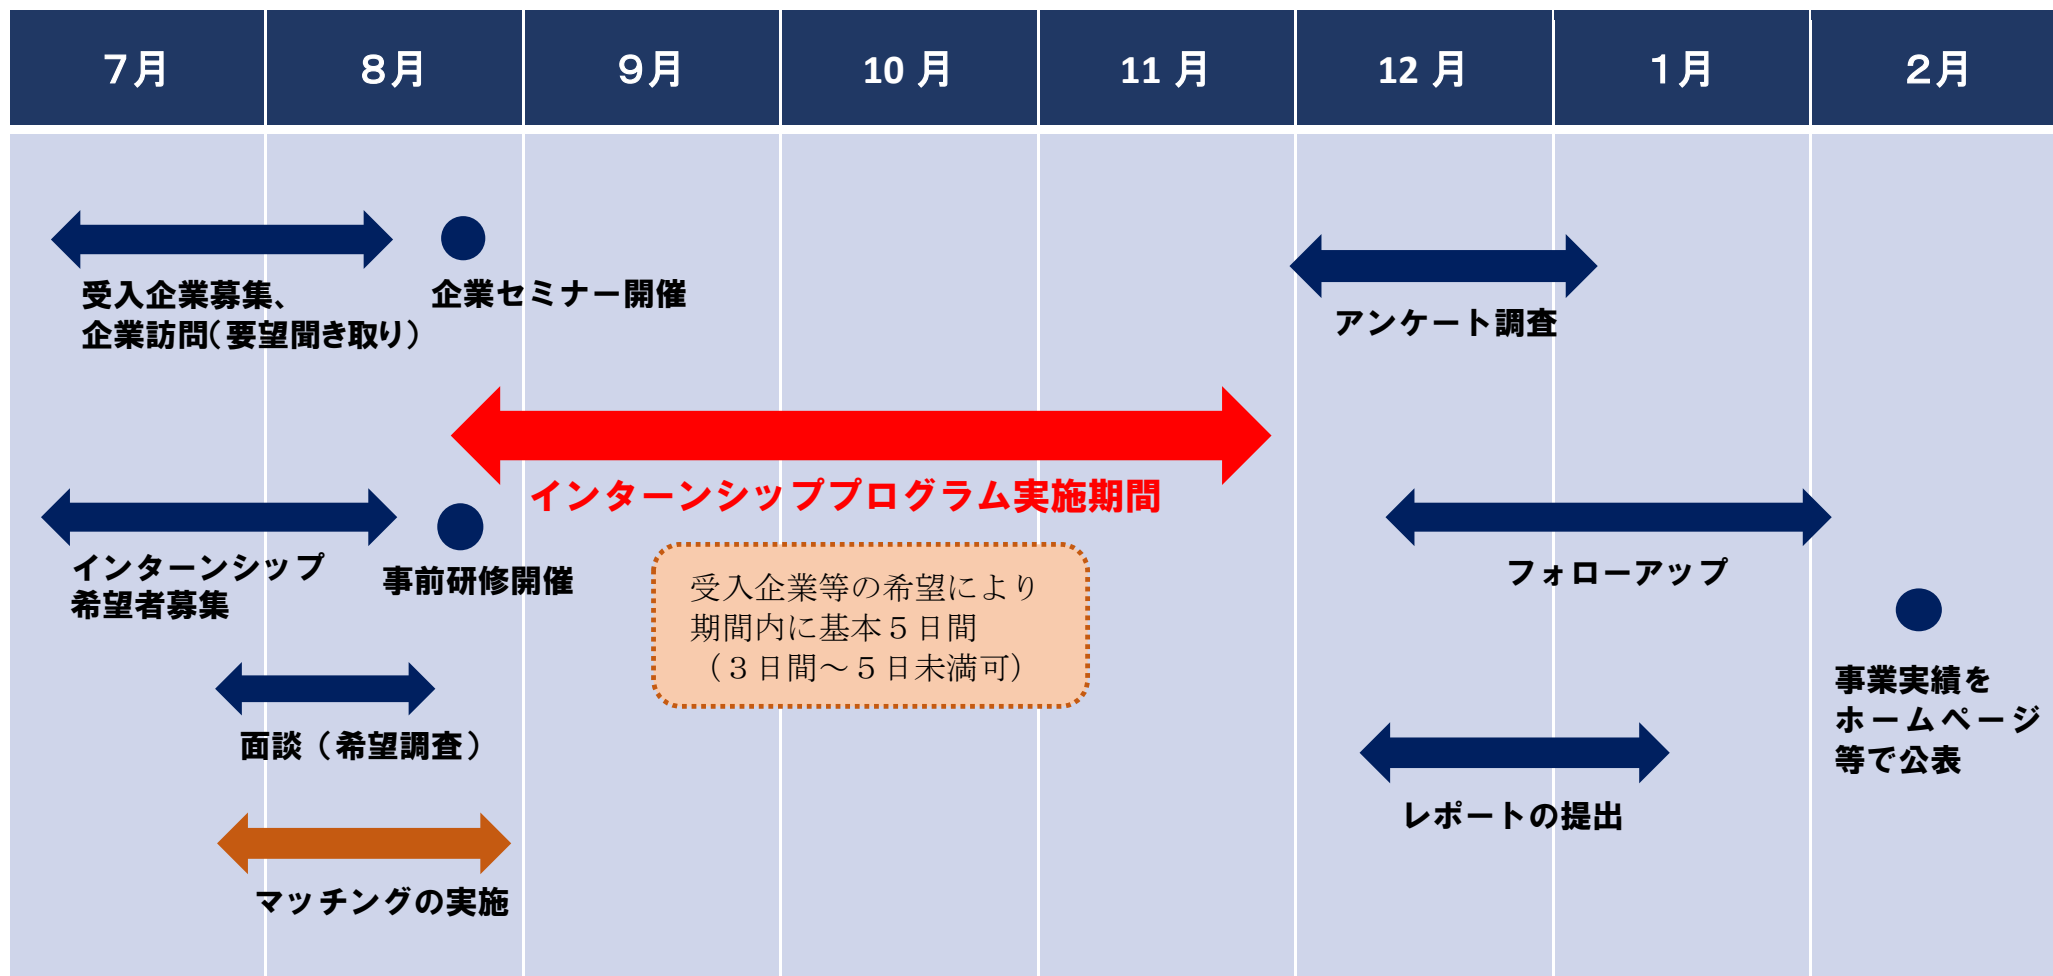 ７月
８月
９月
10 月
11 月
12 月
１月
２月
受入企業募集、
企業訪問（要望聞き取り）
企業セミナー開催
アンケート調査
インターンシッププログラム実施期間
インターンシップ
希望者募集
事前研修開催
受入企業等の希望により
期間内に基本５日間
（３日間～５日未満可）
フォローアップ
面談（希望調査）
事業実績を
ホームページ
等で公表
レポートの提出
マッチングの実施